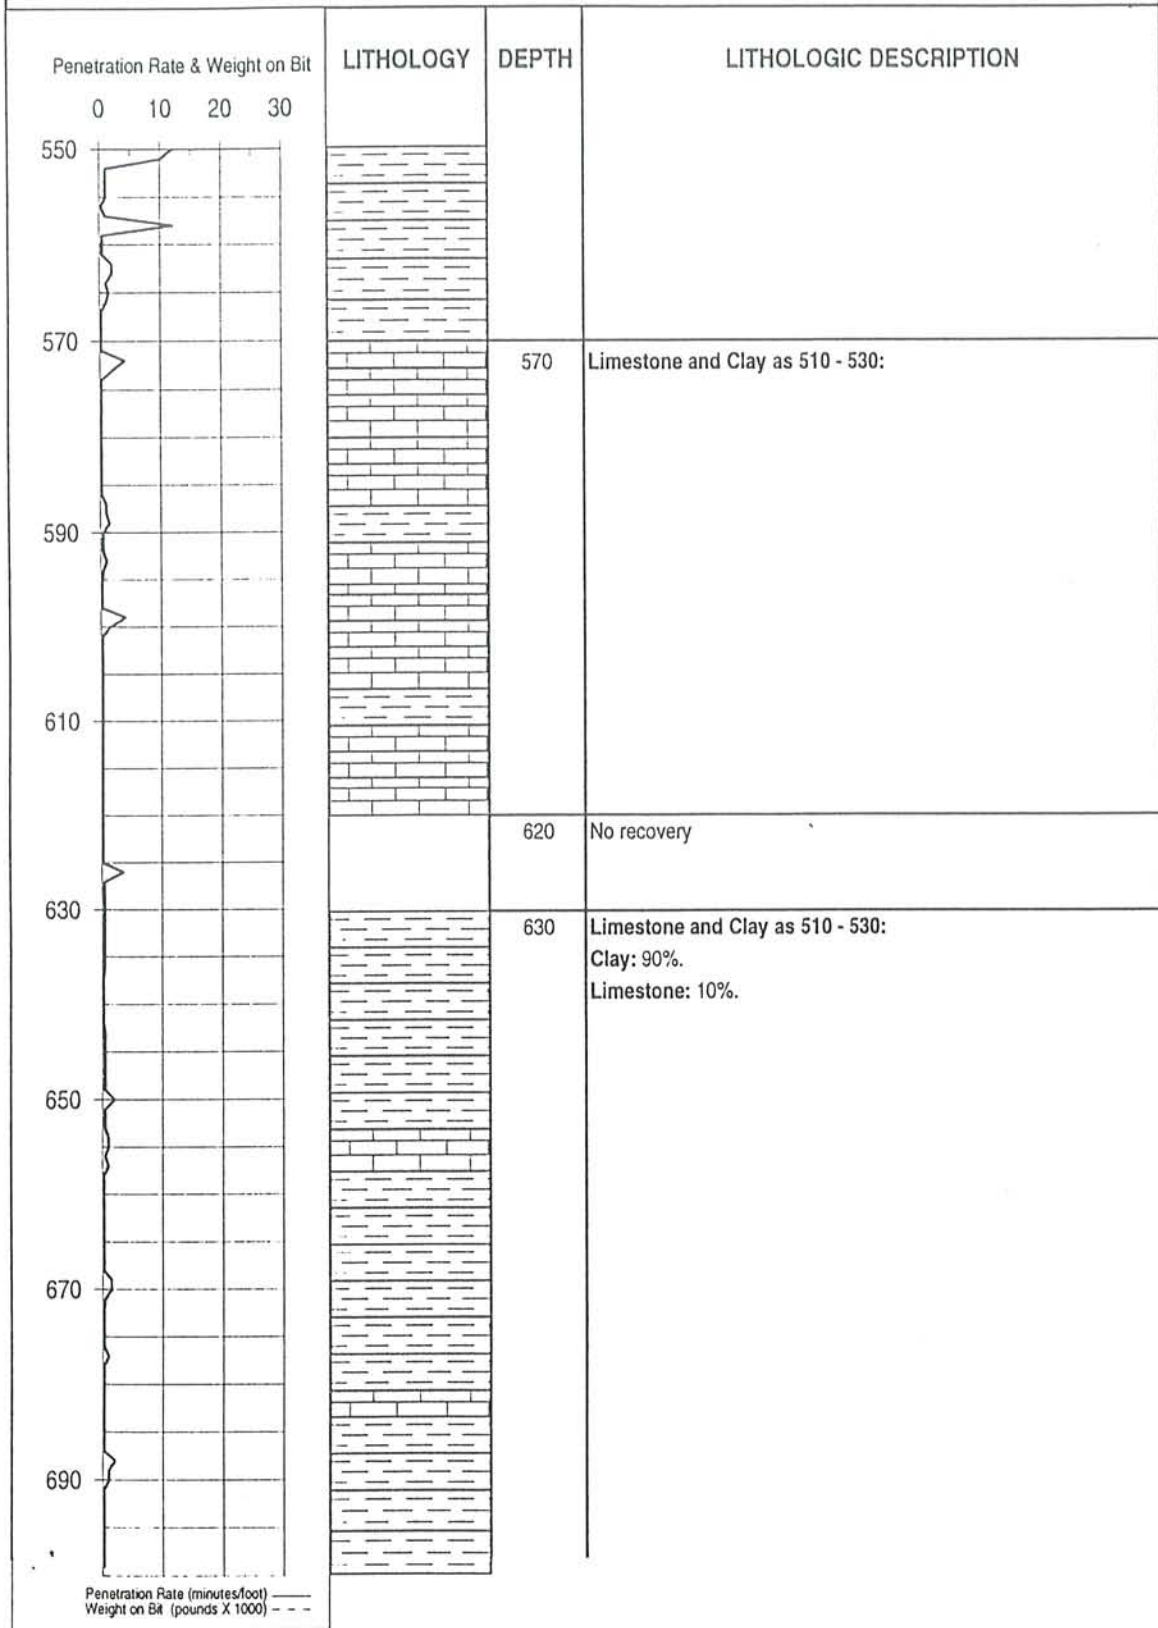 Penetration Rate & Weight on Bit
LITHOLOGY
DEPTH
LITHOLOGIC DESCRIPTION
0 10 20 30
550
570
570 Limestone and Clay as 510 - 530:
590
610
620 No recovery
630
630 Limestone and Clay as 510 - 530:
Clay: 90%.
Limestone: 10%.
650
670
690
Penetration Rate (minutes/foot)
Weight on Bit (pounds X 1000)